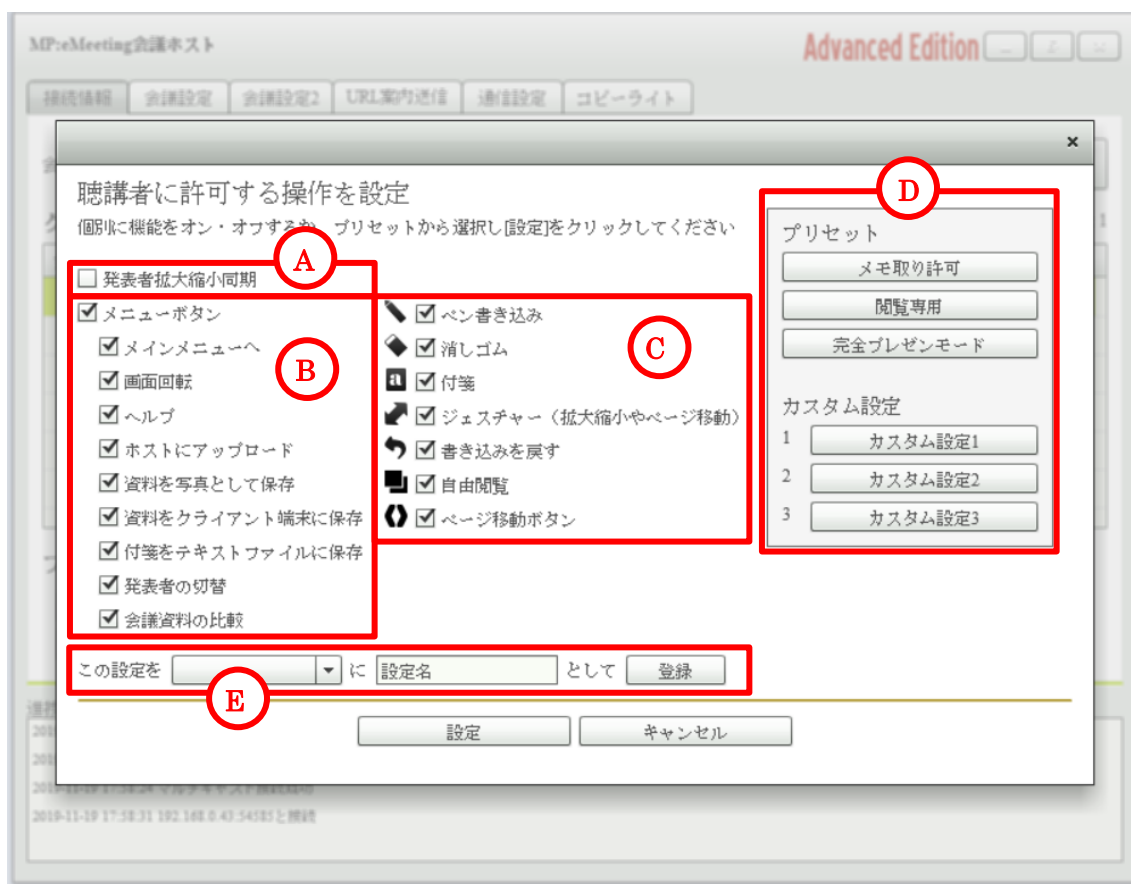 MP:eMeeting会議ホスト
Advanced Edition
接続情報
会議設定
会議設定2
URL案内送信
通信設定
コピーライト
×
聴講者に許可する操作を設定
個別に機能をオン・オフするか、プリセットから選択し[設定]をクリックしてください
A
発表者拡大縮小同期
B
メニューボタン
メインメニューへ
画面回転
ヘルプ
ホストにアップロード
資料を写真として保存
資料をクライアント端末に保存
付箋をテキストファイルに保存
発表者の切替
会議資料の比較
C
ペン書き込み
消しゴム
a 付箋
ジェスチャー（拡大縮小やページ移動）
書き込みを戻す
自由閲覧
ページ移動ボタン
D
プリセット
メモ取り許可
閲覧専用
完全プレゼンモード
カスタム設定
1 カスタム設定1
2 カスタム設定2
3 カスタム設定3
この設定を に 設定名 として 登録
E
設定 キャンセル
2019-11-19 17:58:31 192.168.0.43:54585と接続